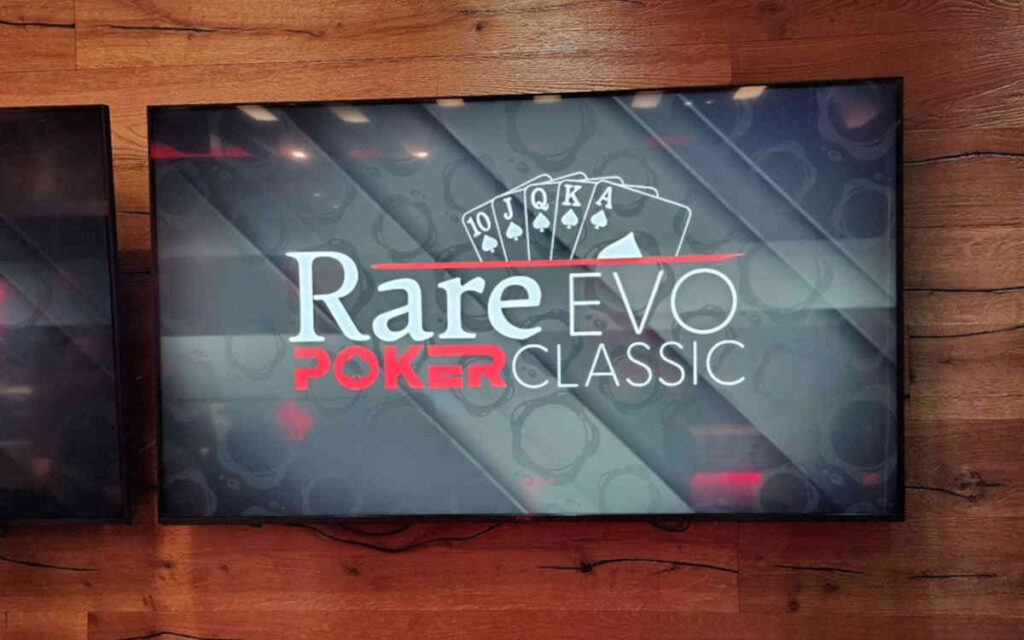 10 J Q K A
Rare EVO
POKER CLASSIC